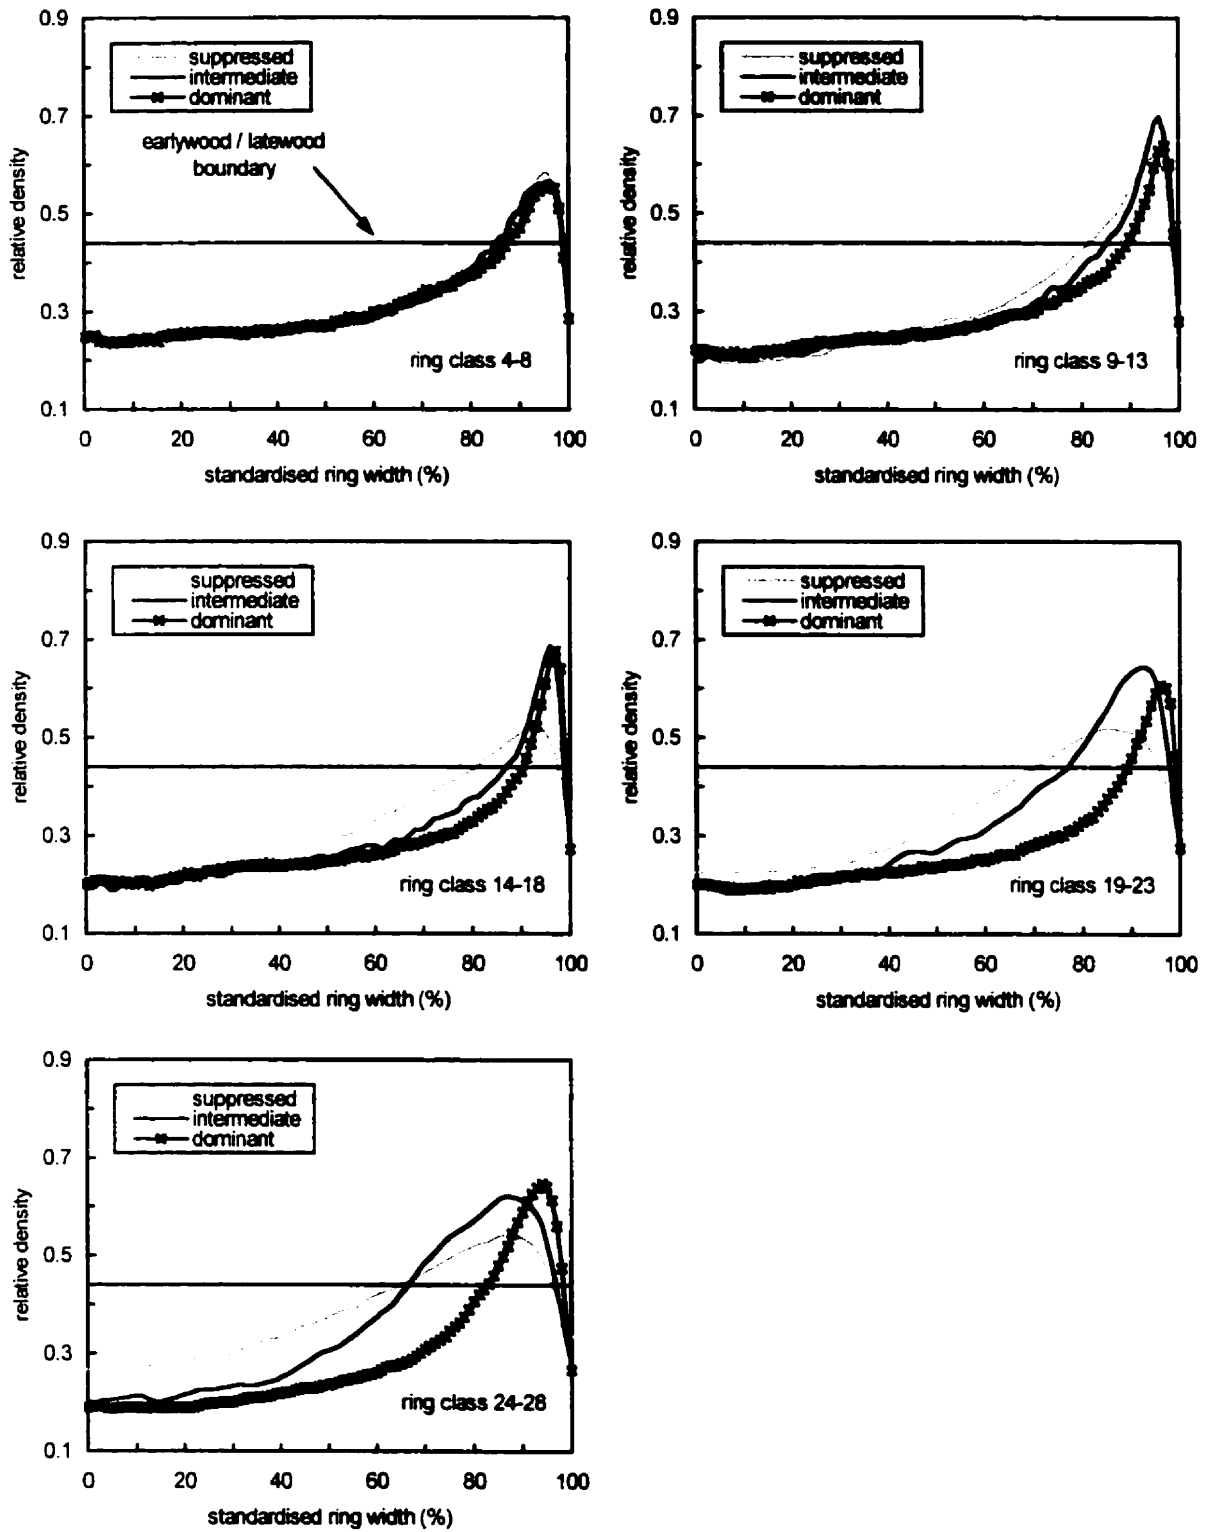 0.9
suppressed
intermediate
dominant
0.7
earlywood / latewood
boundary
relative density
0.5
0.3
ring class 4-8
0.1
0 20 40 60 80 100
standardised ring width (%)
0.9
suppressed
intermediate
dominant
0.7
relative density
0.5
0.3
ring class 9-13
0.1
0 20 40 60 80 100
standardised ring width (%)
0.9
suppressed
intermediate
dominant
0.7
relative density
0.5
0.3
ring class 14-18
0.1
0 20 40 60 80 100
standardised ring width (%)
0.9
suppressed
intermediate
dominant
0.7
relative density
0.5
0.3
ring class 19-23
0.1
0 20 40 60 80 100
standardised ring width (%)
0.9
suppressed
intermediate
dominant
0.7
relative density
0.5
0.3
ring class 24-28
0.1
0 20 40 60 80 100
standardised ring width (%)